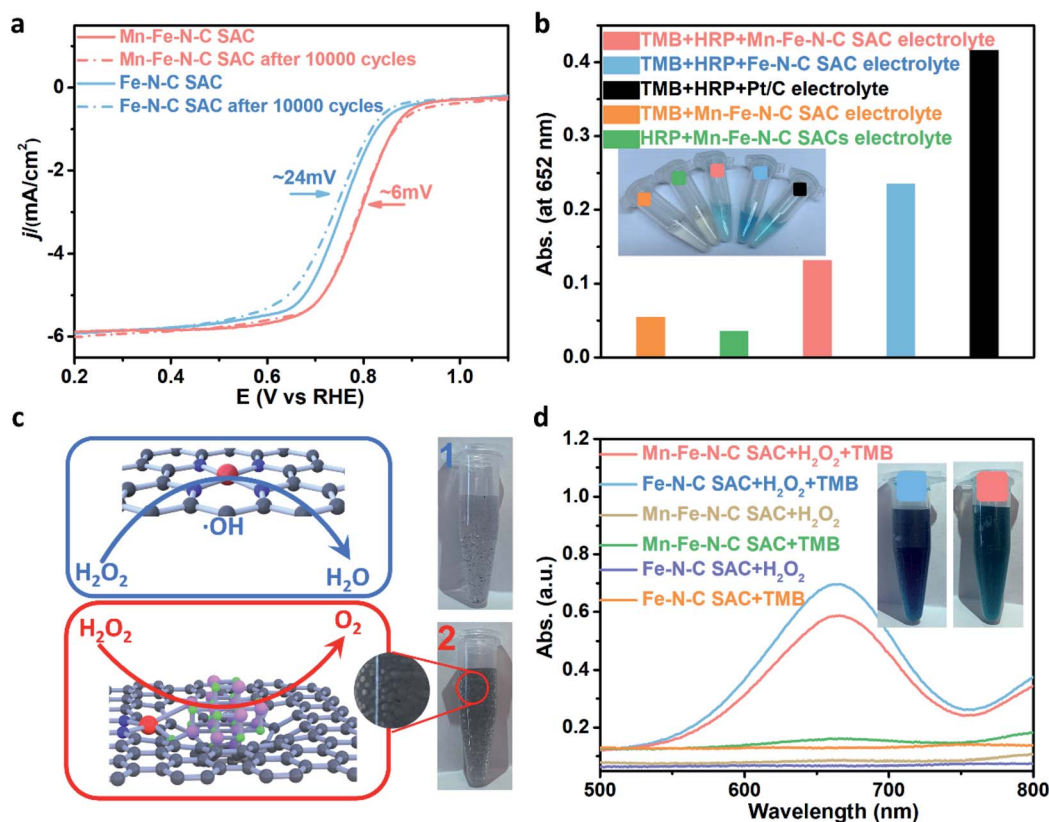 a
Mn-Fe-N-C SAC
Mn-Fe-N-C SAC after 10000 cycles
Fe-N-C SAC
Fe-N-C SAC after 10000 cycles
~24mV
~6mV
j/(mA/cm²)
0
-2
-4
-6
0.2
0.4
0.6
0.8
1.0
E (V vs RHE)
b
TMB+HRP+Mn-Fe-N-C SAC electrolyte
TMB+HRP+Fe-N-C SAC electrolyte
TMB+HRP+Pt/C electrolyte
TMB+Mn-Fe-N-C SAC electrolyte
HRP+Mn-Fe-N-C SACs electrolyte
Abs. (at 652 nm)
0.4
0.3
0.2
0.1
0.0
c
·OH
H₂O₂
H₂O
1
H₂O₂
O₂
2
d
Mn-Fe-N-C SAC+H₂O₂+TMB
Fe-N-C SAC+H₂O₂+TMB
Mn-Fe-N-C SAC+H₂O₂
Mn-Fe-N-C SAC+TMB
Fe-N-C SAC+H₂O₂
Fe-N-C SAC+TMB
Abs. (a.u.)
1.2
1.0
0.8
0.6
0.4
0.2
500
600
700
800
Wavelength (nm)